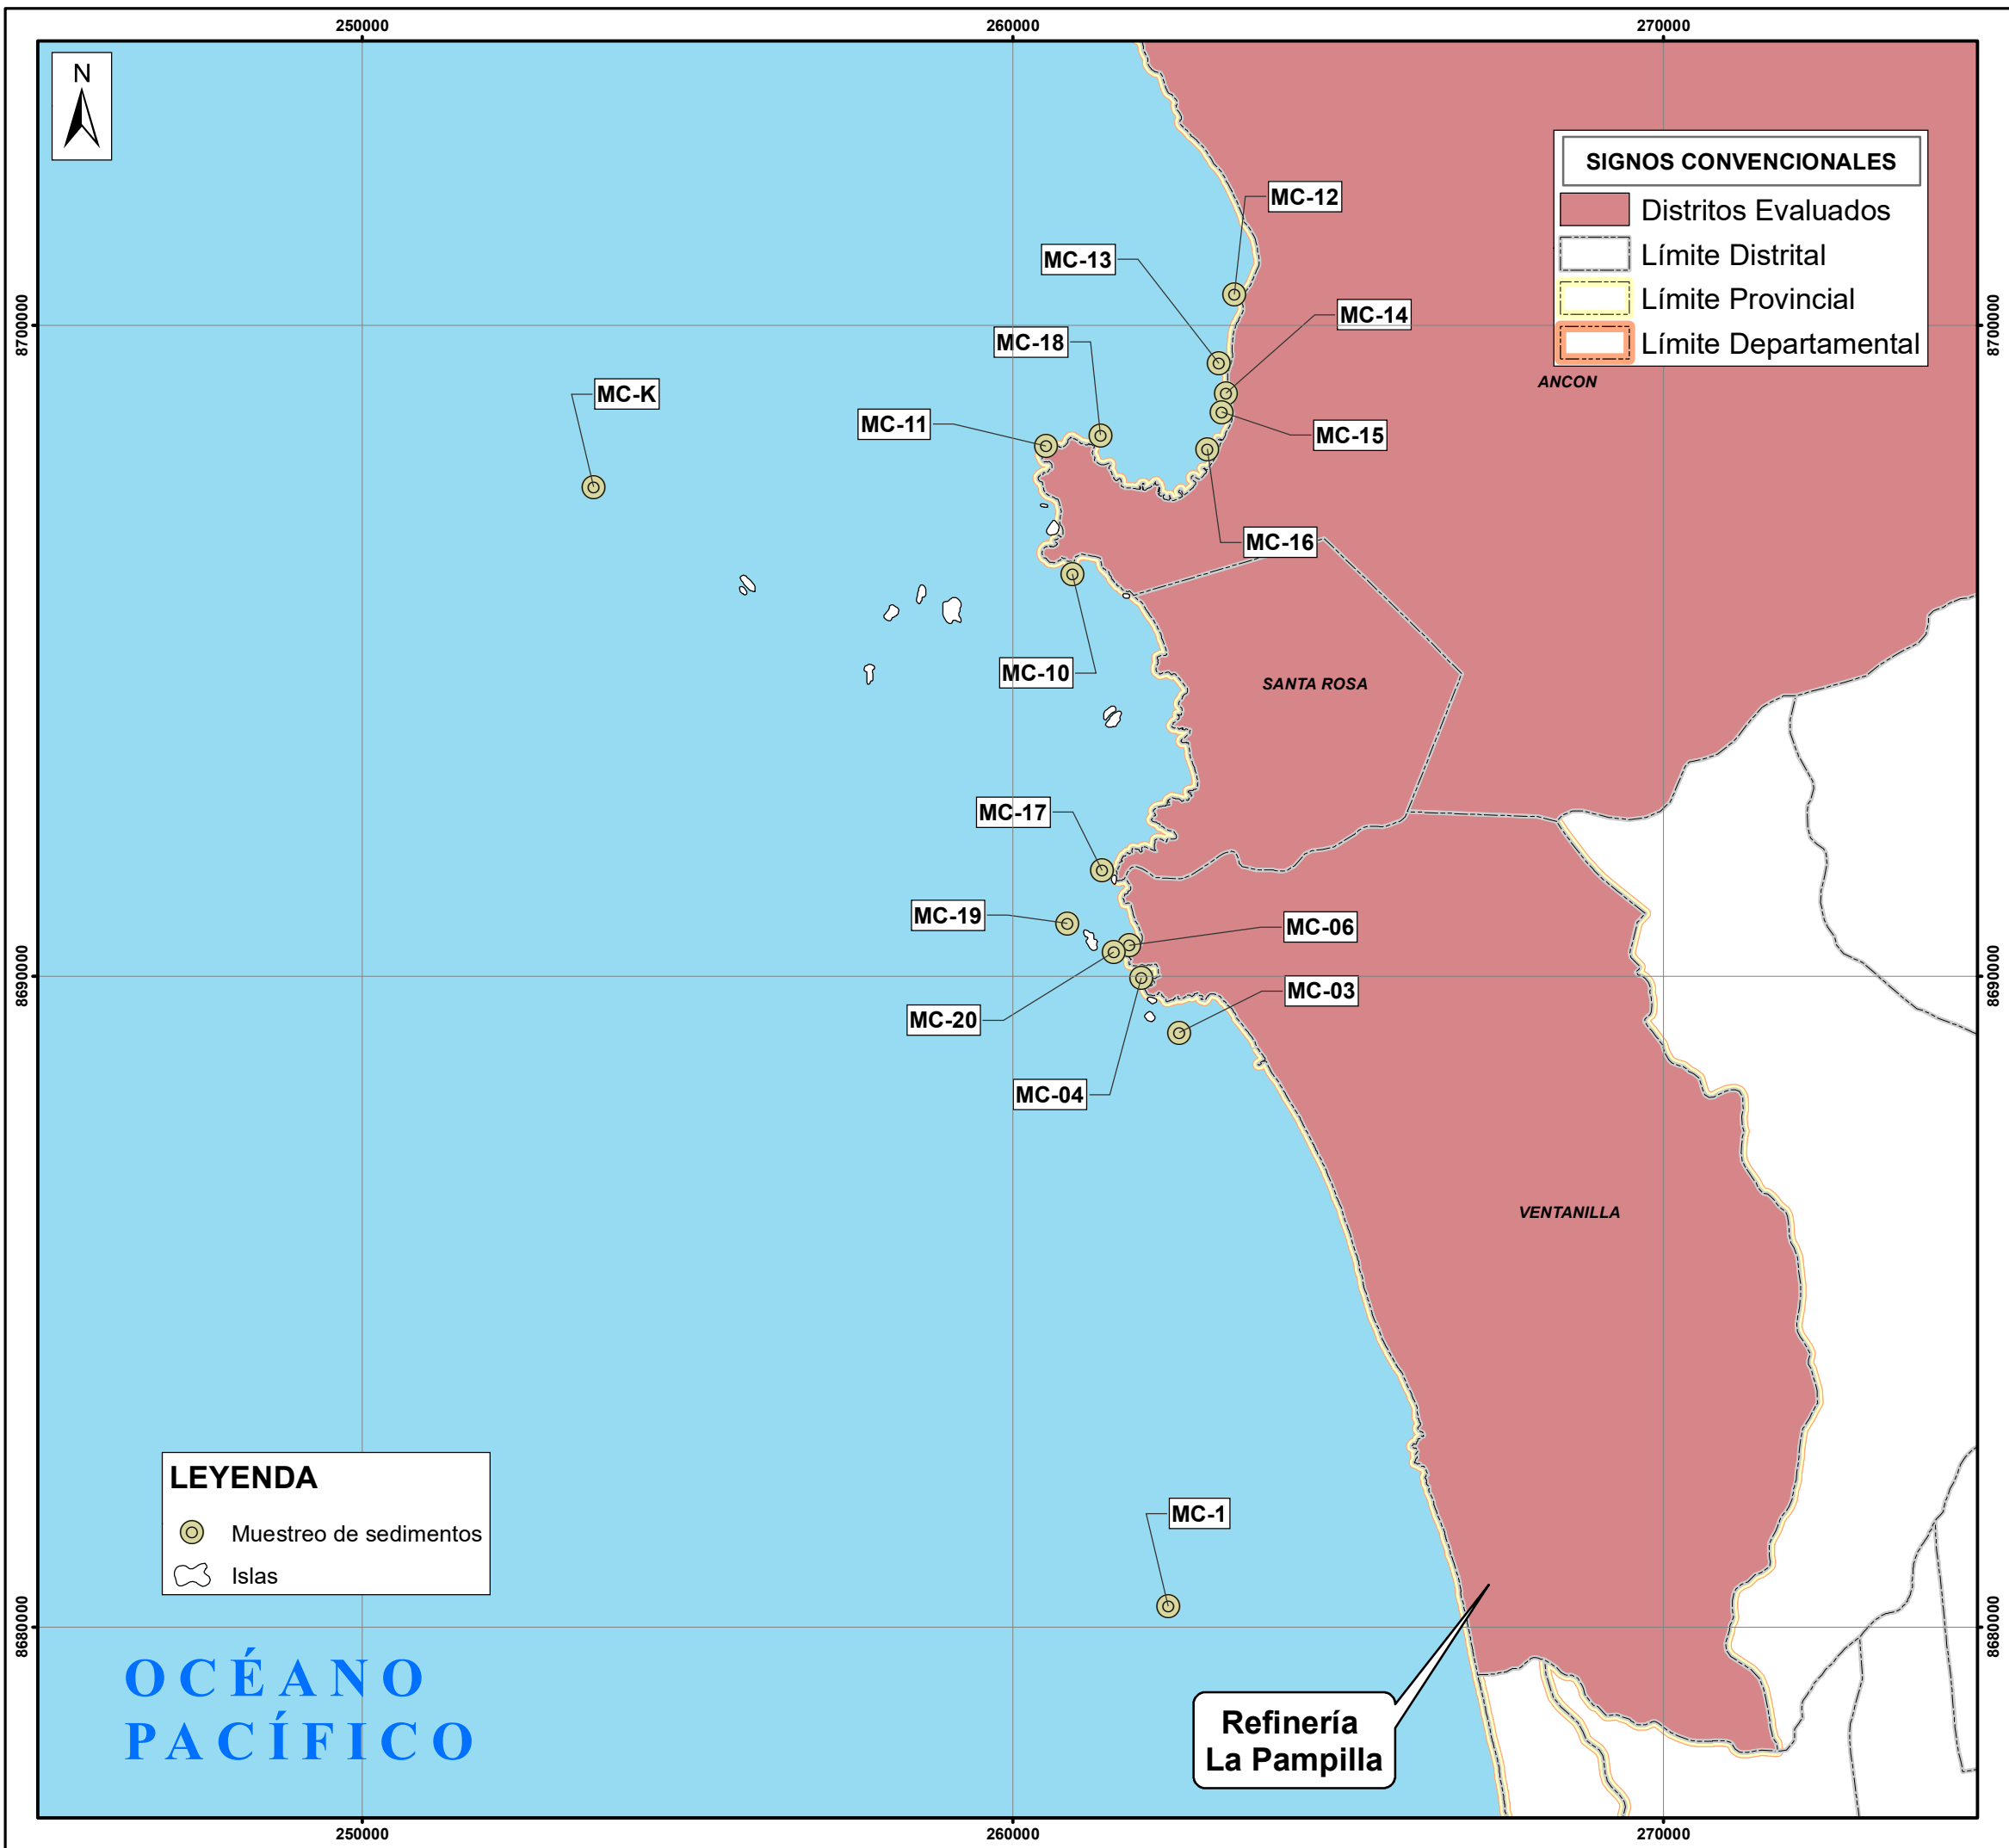 250000
260000
270000
N
SIGNOS CONVENCIONALES
Distritos Evaluados
Límite Distrital
Límite Provincial
Límite Departamental
MC-12
MC-13
MC-14
8700000
8700000
MC-18
ANCON
MC-K
MC-11
MC-15
MC-16
MC-10
SANTA ROSA
MC-17
MC-19
MC-06
8690000
8690000
MC-03
MC-20
MC-04
VENTANILLA
LEYENDA
Muestreo de sedimentos
Islas
MC-1
8680000
8680000
OCÉANO
PACÍFICO
Refinería
La Pampilla
250000
260000
270000